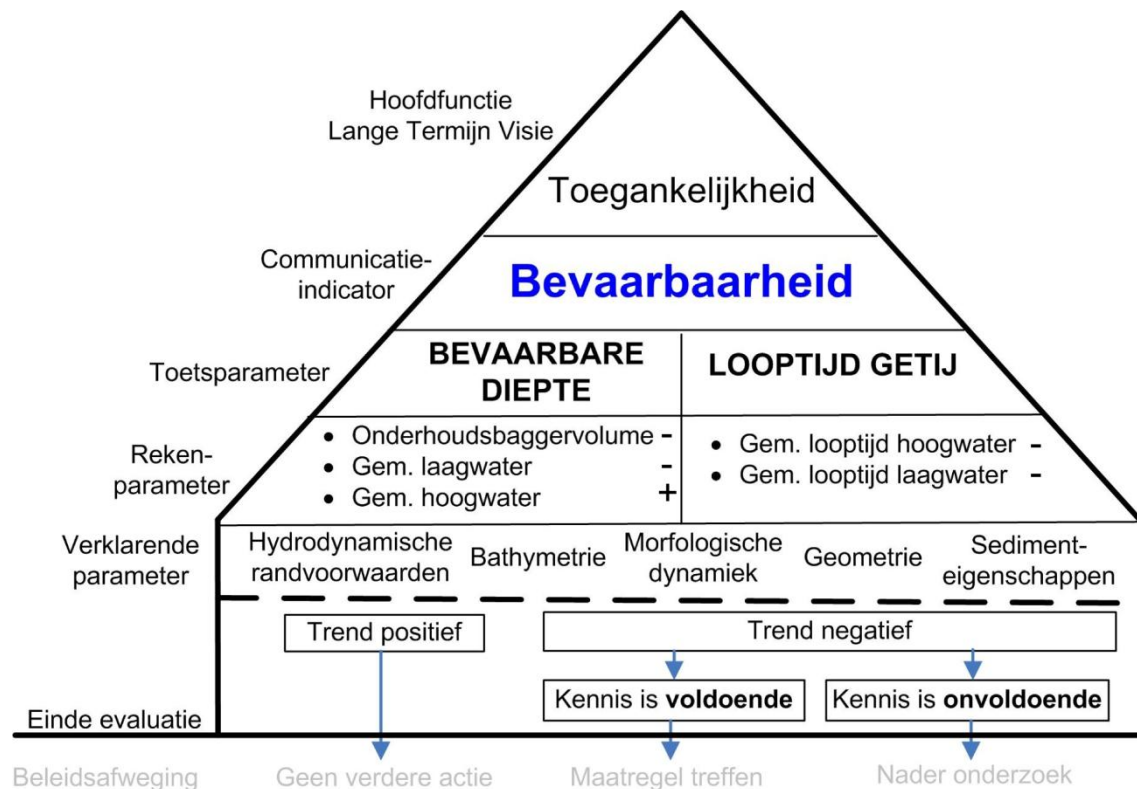 Hoofdfunctie
Lange Termijn Visie
Toegankelijkheid
Communicatie-
indicator
Bevaarbaarheid
Toetsparameter
BEVAARBARE
DIEPTE
LOOPTIJD GETIJ
Reken-
parameter
• Onderhoudsbaggervolume -
• Gem. laagwater -
• Gem. hoogwater +
• Gem. looptijd hoogwater -
• Gem. looptijd laagwater -
Verklarende
parameter
Hydrodynamische
randvoorwaarden
Bathymetrie
Morfologische
dynamiek
Geometrie
Sediment-
eigenschappen
Trend positief
Trend negatief
Kennis is voldoende
Kennis is onvoldoende
Einde evaluatie
Beleidsafweging
Geen verdere actie
Maatregel treffen
Nader onderzoek